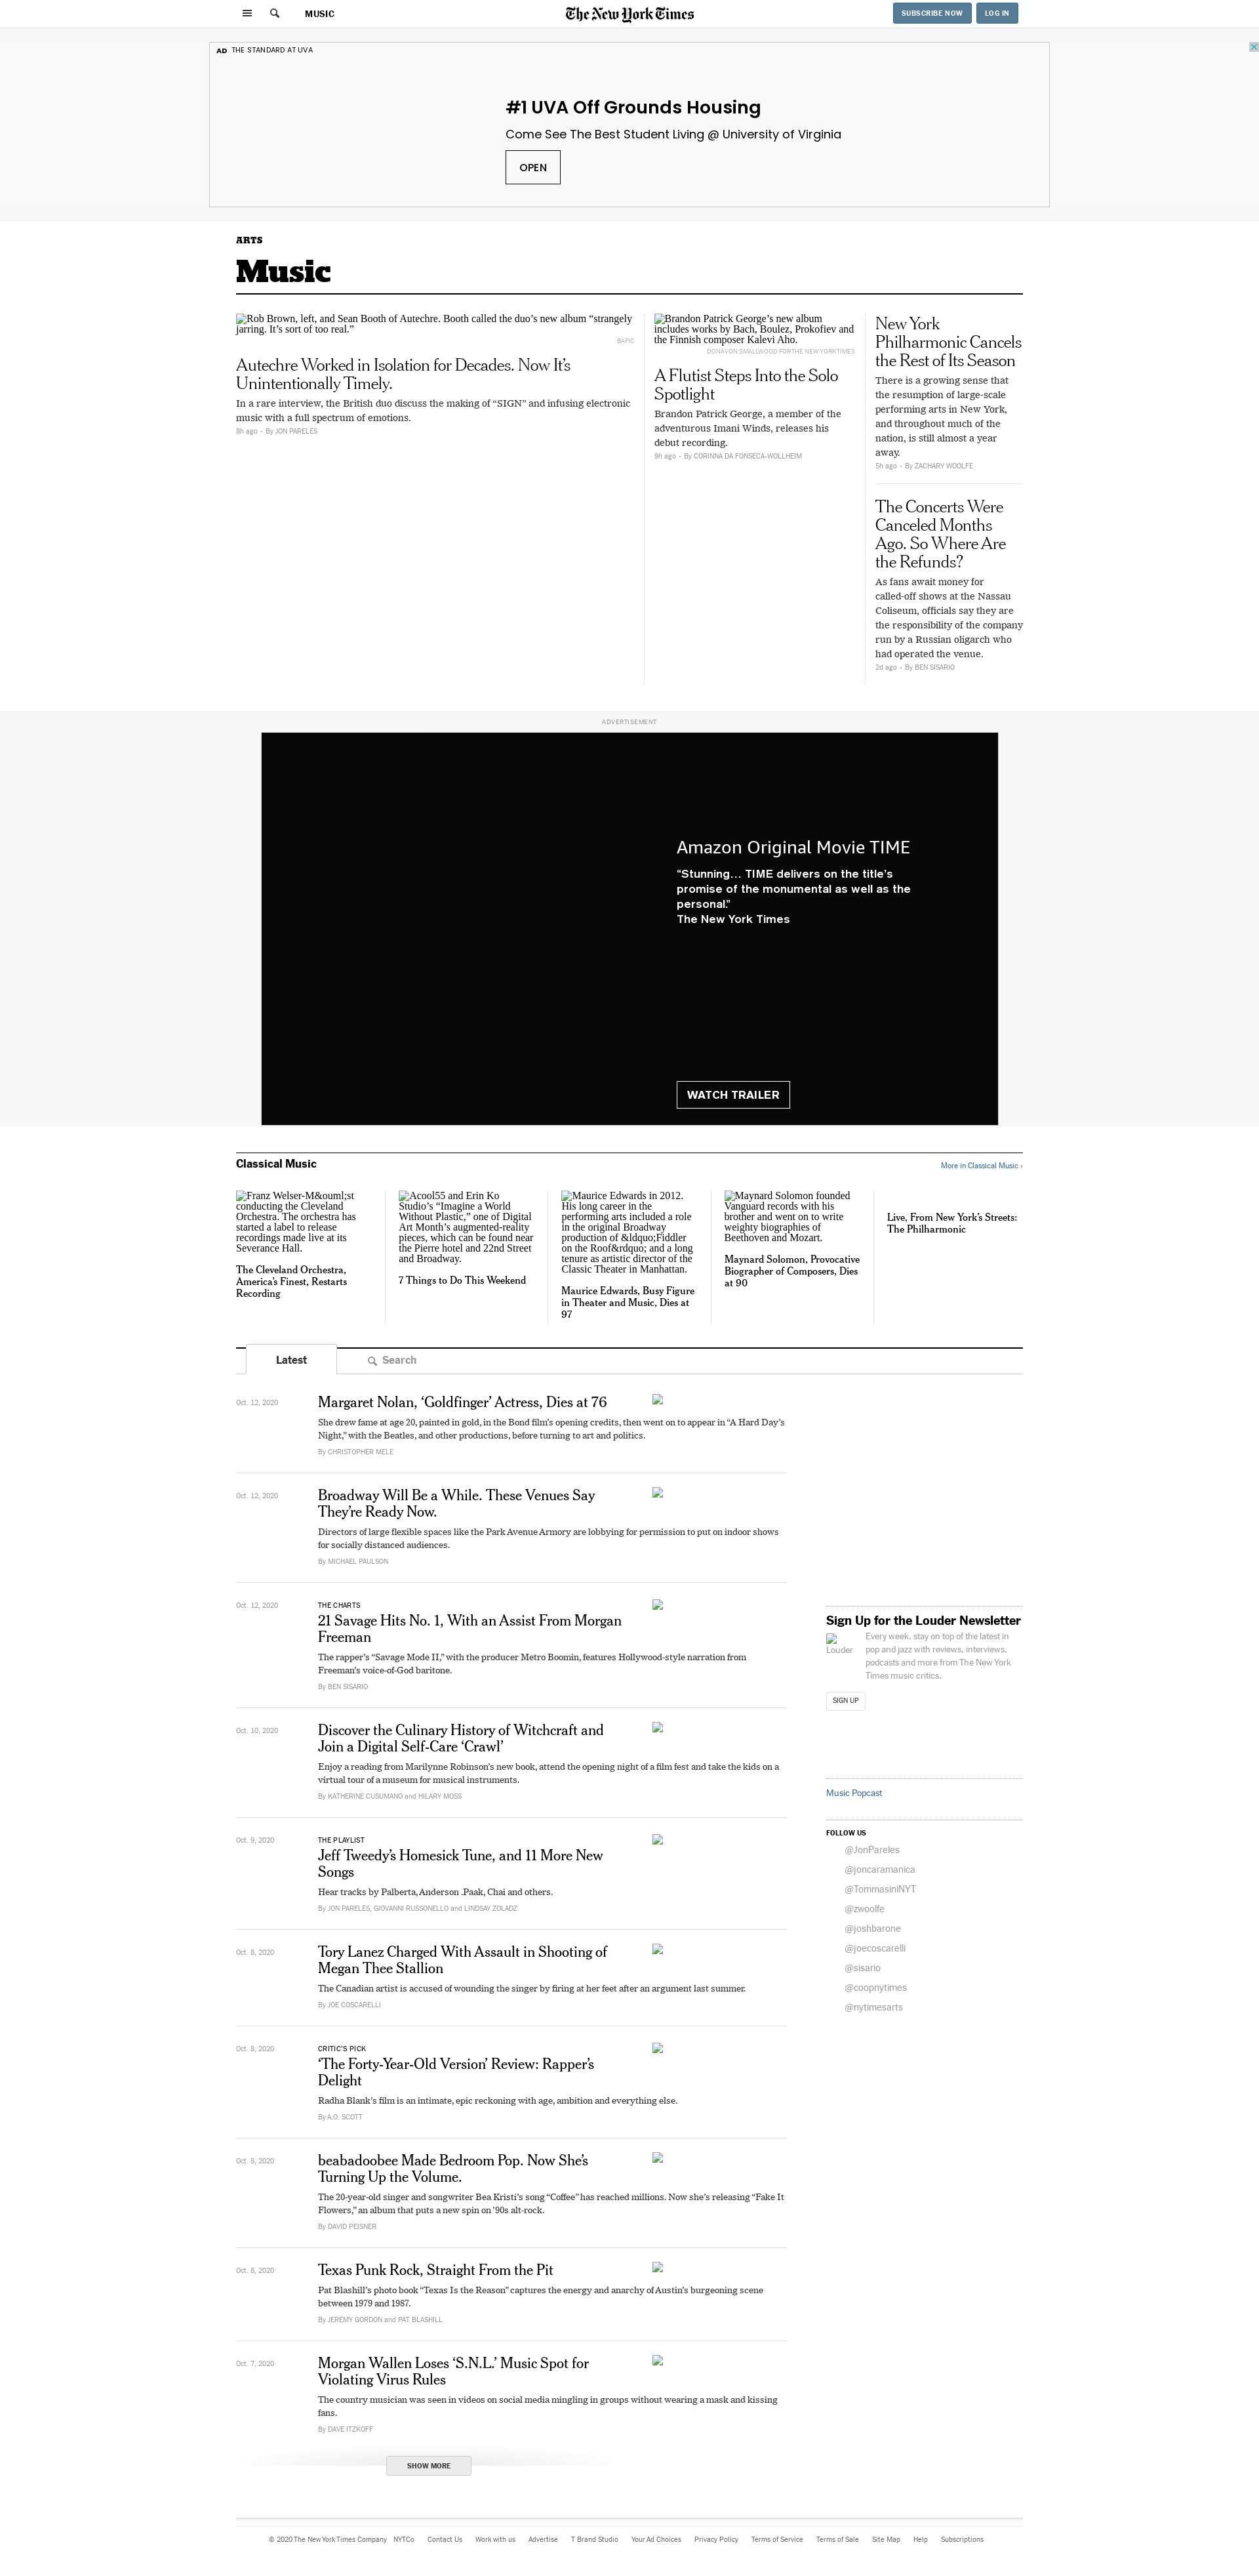 MUSIC
The New York Times
SUBSCRIBE NOW
LOG IN
AD THE STANDARD AT UVA
#1 UVA Off Grounds Housing
Come See The Best Student Living @ University of Virginia
OPEN
ARTS
Music
Rob Brown, left, and Sean Booth of Autechre. Booth called the duo’s new album “strangely
jarring. It’s sort of too real.”
BAFIC
Autechre Worked in Isolation for Decades. Now It’s
Unintentionally Timely.
In a rare interview, the British duo discuss the making of “SIGN” and infusing electronic
music with a full spectrum of emotions.
8h ago • By JON PARELES
Brandon Patrick George’s new album
includes works by Bach, Boulez, Prokofiev and
the Finnish composer Kalevi Aho.
DONAVON SMALLWOOD FOR THE NEW YORK TIMES
A Flutist Steps Into the Solo
Spotlight
Brandon Patrick George, a member of the
adventurous Imani Winds, releases his
debut recording.
9h ago • By CORINNA DA FONSECA-WOLLHEIM
New York
Philharmonic Cancels
the Rest of Its Season
There is a growing sense that
the resumption of large-scale
performing arts in New York,
and throughout much of the
nation, is still almost a year
away.
5h ago • By ZACHARY WOOLFE
The Concerts Were
Canceled Months
Ago. So Where Are
the Refunds?
As fans await money for
called-off shows at the Nassau
Coliseum, officials say they are
the responsibility of the company
run by a Russian oligarch who
had operated the venue.
2d ago • By BEN SISARIO
ADVERTISEMENT
Amazon Original Movie TIME
“Stunning… TIME delivers on the title’s
promise of the monumental as well as the
personal.”
The New York Times
WATCH TRAILER
Classical Music
More in Classical Music ›
Franz Welser-M&ouml;st
conducting the Cleveland
Orchestra. The orchestra has
started a label to release
recordings made live at its
Severance Hall.
The Cleveland Orchestra,
America’s Finest, Restarts
Recording
Acool55 and Erin Ko
Studio’s “Imagine a World
Without Plastic,” one of Digital
Art Month’s augmented-reality
pieces, which can be found near
the Pierre hotel and 22nd Street
and Broadway.
7 Things to Do This Weekend
Maurice Edwards in 2012.
His long career in the
performing arts included a role
in the original Broadway
production of &ldquo;Fiddler
on the Roof&rdquo; and a long
tenure as artistic director of the
Classic Theater in Manhattan.
Maurice Edwards, Busy Figure
in Theater and Music, Dies at
97
Maynard Solomon founded
Vanguard records with his
brother and went on to write
weighty biographies of
Beethoven and Mozart.
Maynard Solomon, Provocative
Biographer of Composers, Dies
at 90
Live, From New York’s Streets:
The Philharmonic
Latest
Search
Oct. 12, 2020
Margaret Nolan, ‘Goldfinger’ Actress, Dies at 76
She drew fame at age 20, painted in gold, in the Bond film’s opening credits, then went on to appear in “A Hard Day’s
Night,” with the Beatles, and other productions, before turning to art and politics.
By CHRISTOPHER MELE
Oct. 12, 2020
Broadway Will Be a While. These Venues Say
They’re Ready Now.
Directors of large flexible spaces like the Park Avenue Armory are lobbying for permission to put on indoor shows
for socially distanced audiences.
By MICHAEL PAULSON
Oct. 12, 2020
THE CHARTS
21 Savage Hits No. 1, With an Assist From Morgan
Freeman
The rapper’s “Savage Mode II,” with the producer Metro Boomin, features Hollywood-style narration from
Freeman’s voice-of-God baritone.
By BEN SISARIO
Oct. 10, 2020
Discover the Culinary History of Witchcraft and
Join a Digital Self-Care ‘Crawl’
Enjoy a reading from Marilynne Robinson’s new book, attend the opening night of a film fest and take the kids on a
virtual tour of a museum for musical instruments.
By KATHERINE CUSUMANO and HILARY MOSS
Oct. 9, 2020
THE PLAYLIST
Jeff Tweedy’s Homesick Tune, and 11 More New
Songs
Hear tracks by Palberta, Anderson .Paak, Chai and others.
By JON PARELES, GIOVANNI RUSSONELLO and LINDSAY ZOLADZ
Oct. 8, 2020
Tory Lanez Charged With Assault in Shooting of
Megan Thee Stallion
The Canadian artist is accused of wounding the singer by firing at her feet after an argument last summer.
By JOE COSCARELLI
Oct. 8, 2020
CRITIC’S PICK
‘The Forty-Year-Old Version’ Review: Rapper’s
Delight
Radha Blank’s film is an intimate, epic reckoning with age, ambition and everything else.
By A.O. SCOTT
Oct. 8, 2020
beabadoobee Made Bedroom Pop. Now She’s
Turning Up the Volume.
The 20-year-old singer and songwriter Bea Kristi’s song “Coffee” has reached millions. Now she’s releasing “Fake It
Flowers,” an album that puts a new spin on ’90s alt-rock.
By DAVID PEISNER
Oct. 8, 2020
Texas Punk Rock, Straight From the Pit
Pat Blashill’s photo book “Texas Is the Reason” captures the energy and anarchy of Austin’s burgeoning scene
between 1979 and 1987.
By JEREMY GORDON and PAT BLASHILL
Oct. 7, 2020
Morgan Wallen Loses ‘S.N.L.’ Music Spot for
Violating Virus Rules
The country musician was seen in videos on social media mingling in groups without wearing a mask and kissing
fans.
By DAVE ITZKOFF
SHOW MORE
Sign Up for the Louder Newsletter
Louder
Every week, stay on top of the latest in
pop and jazz with reviews, interviews,
podcasts and more from The New York
Times music critics.
SIGN UP
Music Popcast
FOLLOW US
@JonPareles
@joncaramanica
@TommasiniNYT
@zwoolfe
@joshbarone
@joecoscarelli
@sisario
@coopnytimes
@nytimesarts
© 2020 The New York Times Company NYTCo Contact Us Work with us Advertise T Brand Studio Your Ad Choices Privacy Policy Terms of Service Terms of Sale Site Map Help Subscriptions